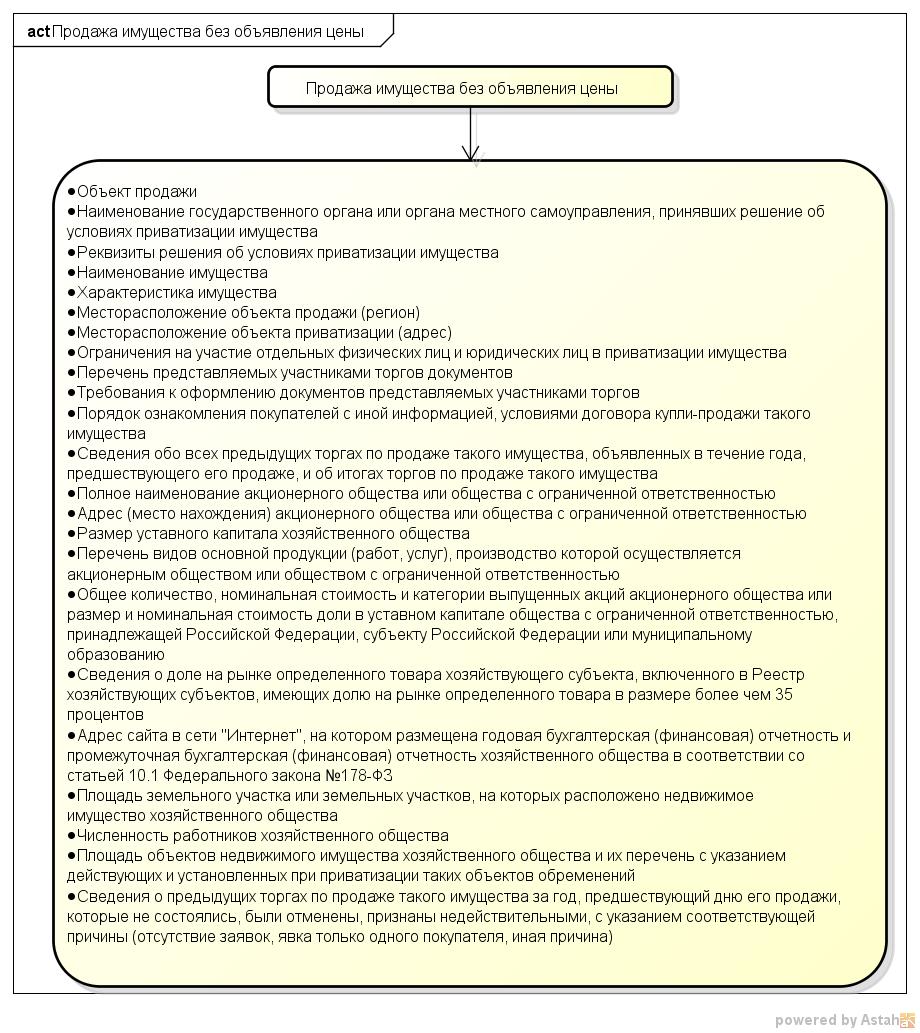 act Продажа имущества без объявления цены
Продажа имущества без объявления цены
●Объект продажи
●Наименование государственного органа или органа местного самоуправления, принявших решение об
условиях приватизации имущества
●Реквизиты решения об условиях приватизации имущества
●Наименование имущества
●Характеристика имущества
●Месторасположение объекта продажи (регион)
●Месторасположение объекта приватизации (адрес)
●Ограничения на участие отдельных физических лиц и юридических лиц в приватизации имущества
●Перечень представляемых участниками торгов документов
●Требования к оформлению документов представляемых участниками торгов
●Порядок ознакомления покупателей с иной информацией, условиями договора купли-продажи такого
имущества
●Сведения обо всех предыдущих торгах по продаже такого имущества, объявленных в течение года,
предшествующего его продаже, и об итогах торгов по продаже такого имущества
●Полное наименование акционерного общества или общества с ограниченной ответственностью
●Адрес (место нахождения) акционерного общества или общества с ограниченной ответственностью
●Размер уставного капитала хозяйственного общества
●Перечень видов основной продукции (работ, услуг), производство которой осуществляется
акционерным обществом или обществом с ограниченной ответственностью
●Общее количество, номинальная стоимость и категории выпущенных акций акционерного общества или
размер и номинальная стоимость доли в уставном капитале общества с ограниченной ответственностью,
принадлежащей Российской Федерации, субъекту Российской Федерации или муниципальному
образованию
●Сведения о доле на рынке определенного товара хозяйствующего субъекта, включенного в Реестр
хозяйствующих субъектов, имеющих долю на рынке определенного товара в размере более чем 35
процентов
●Адрес сайта в сети "Интернет", на котором размещена годовая бухгалтерская (финансовая) отчетность и
промежуточная бухгалтерская (финансовая) отчетность хозяйственного общества в соответствии со
статьей 10.1 Федерального закона №178-ФЗ
●Площадь земельного участка или земельных участков, на которых расположено недвижимое
имущество хозяйственного общества
●Численность работников хозяйственного общества
●Площадь объектов недвижимого имущества хозяйственного общества и их перечень с указанием
действующих и установленных при приватизации таких объектов обременений
●Сведения о предыдущих торгах по продаже такого имущества за год, предшествующий дню его продажи,
которые не состоялись, были отменены, признаны недействительными, с указанием соответствующей
причины (отсутствие заявок, явка только одного покупателя, иная причина)
powered by Astah